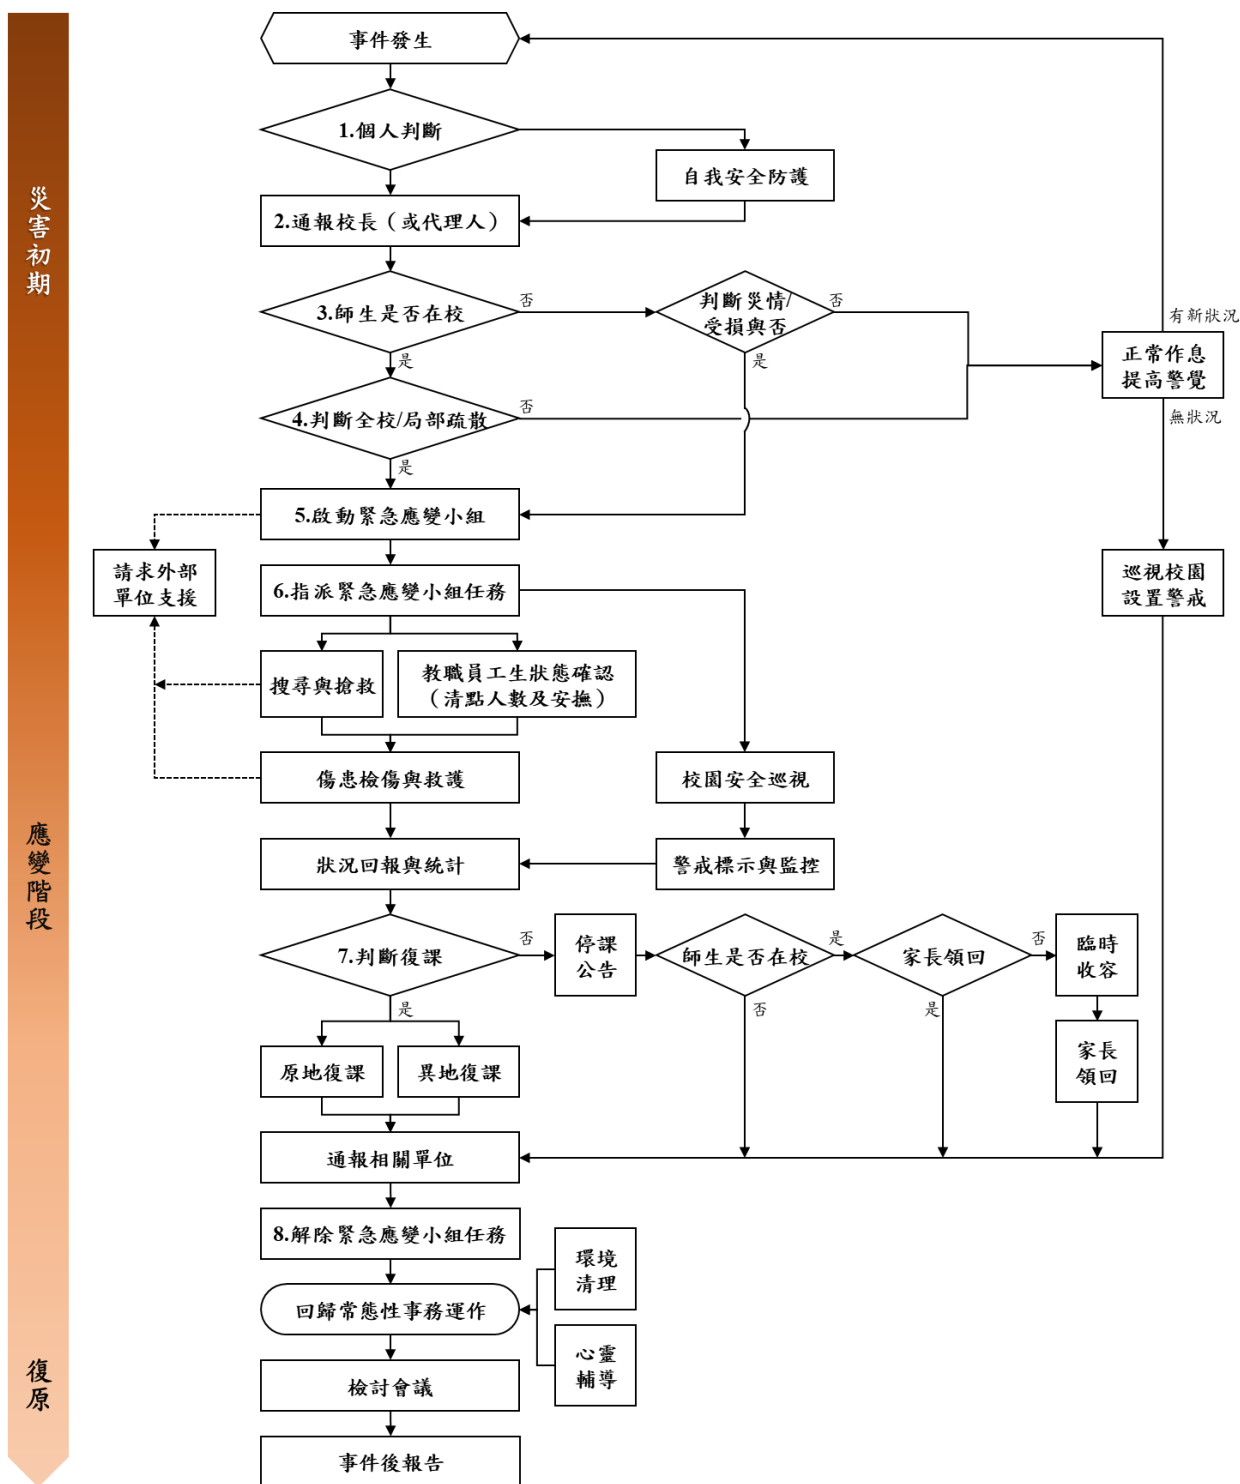 災害初期
應變階段
復原
事件發生
1.個人判斷
自我安全防護
2.通報校長（或代理人）
3.師生是否在校
否
判斷災情/
受損與否
否
有新狀況
正常作息
提高警覺
是
是
4.判斷全校/局部疏散
否
無狀況
是
5.啟動緊急應變小組
請求外部
單位支援
6.指派緊急應變小組任務
巡視校園
設置警戒
搜尋與搶救
教職員工生狀態確認
（清點人數及安撫）
傷患檢傷與救護
校園安全巡視
狀況回報與統計
警戒標示與監控
7.判斷復課
否
停課
公告
師生是否在校
是
家長領回
否
臨時
收容
是
否
是
原地復課
異地復課
家長
領回
通報相關單位
8.解除緊急應變小組任務
環境
清理
回歸常態性事務運作
心靈
輔導
檢討會議
事件後報告